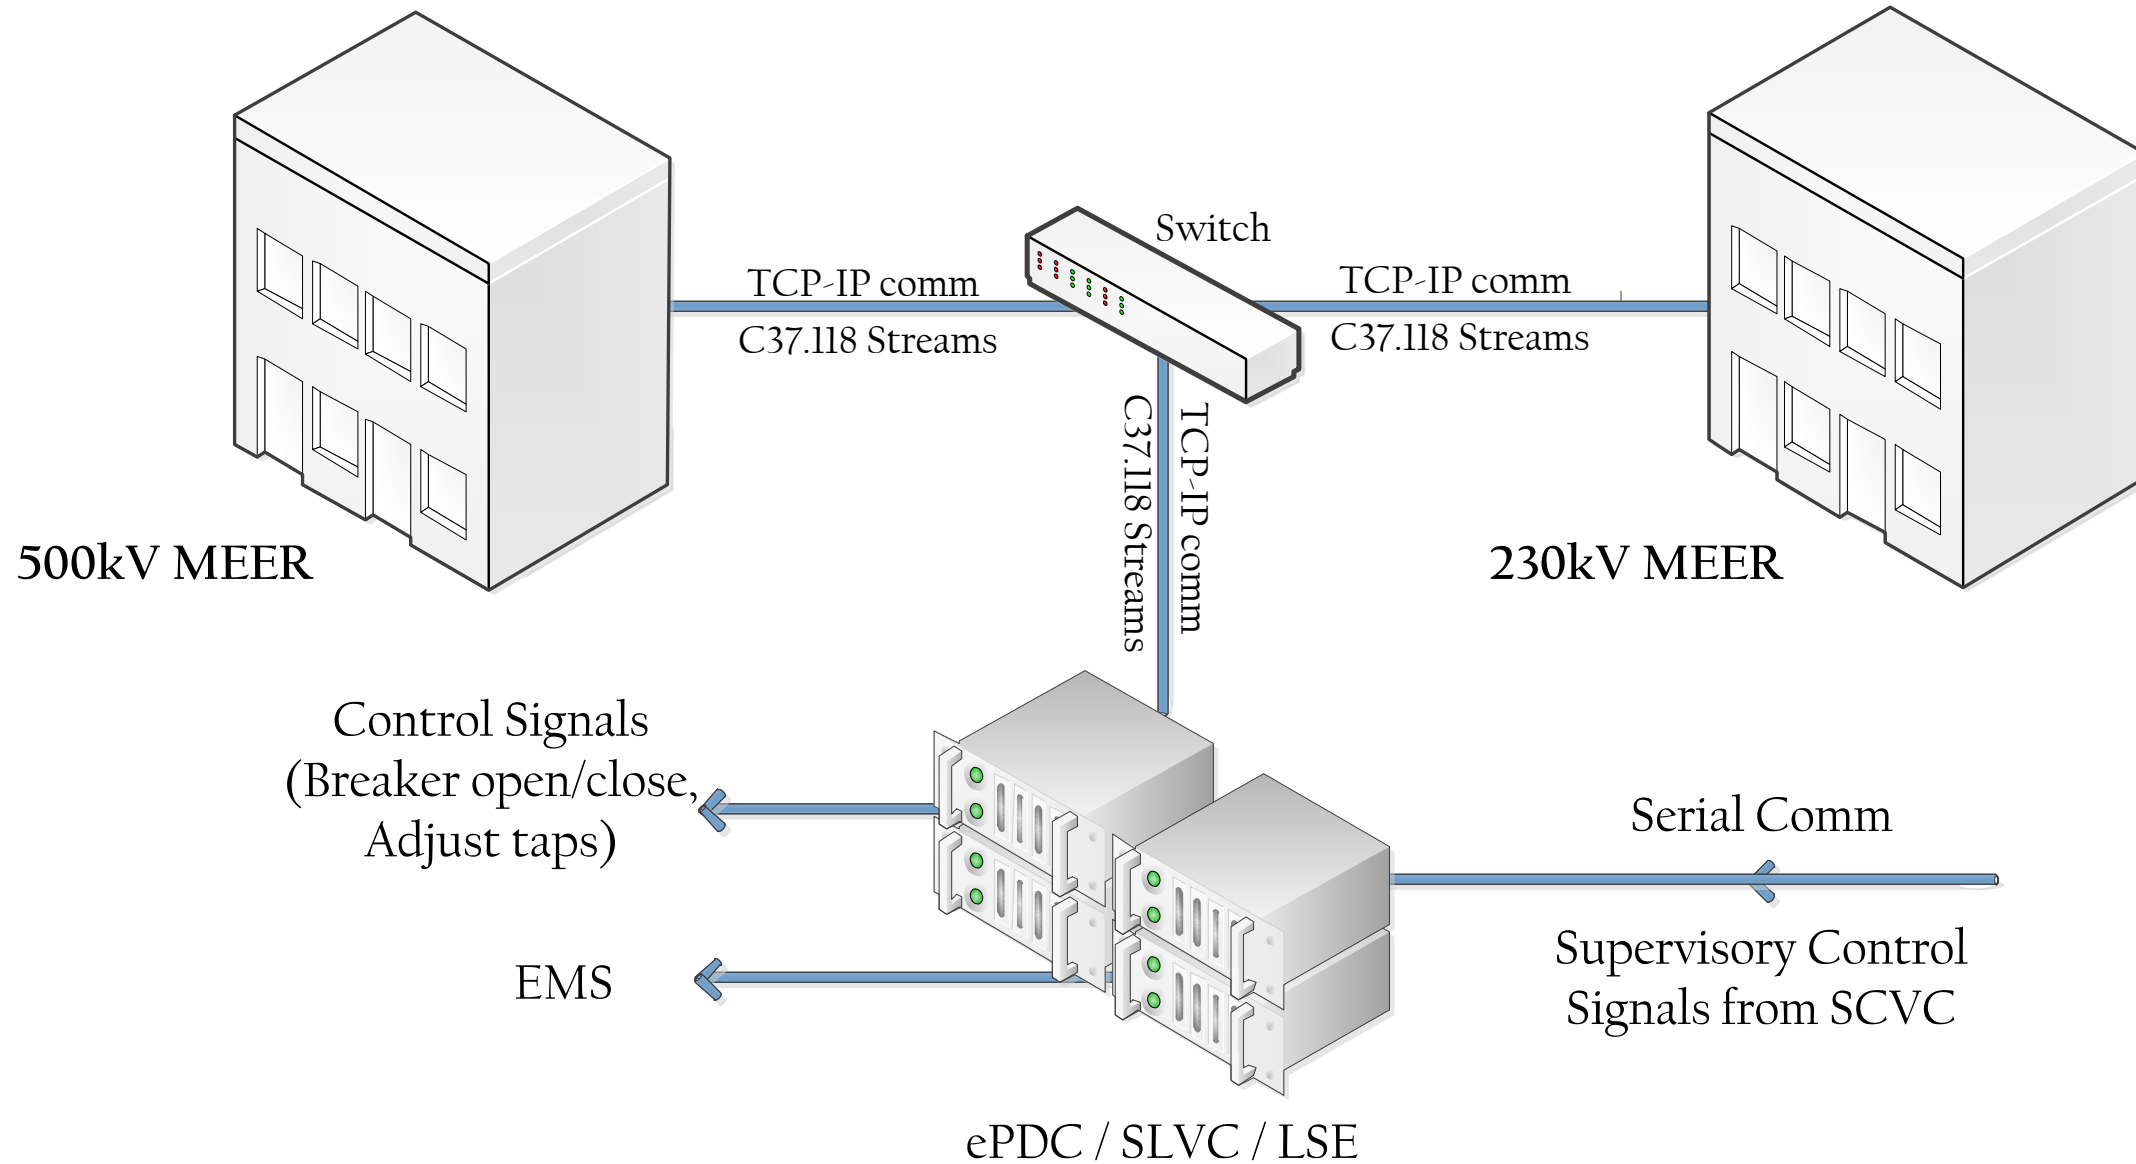 Switch
TCP-IP comm
C37.118 Streams
TCP-IP comm
C37.118 Streams
TCP-IP comm
C37.118 Streams
500kV MEER
230kV MEER
Control Signals
(Breaker open/close,
Adjust taps)
EMS
Serial Comm
Supervisory Control
Signals from SCVC
ePDC / SLVC / LSE